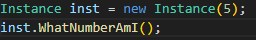 Instance inst = new Instance(5);
inst.WhatNumberAmI();